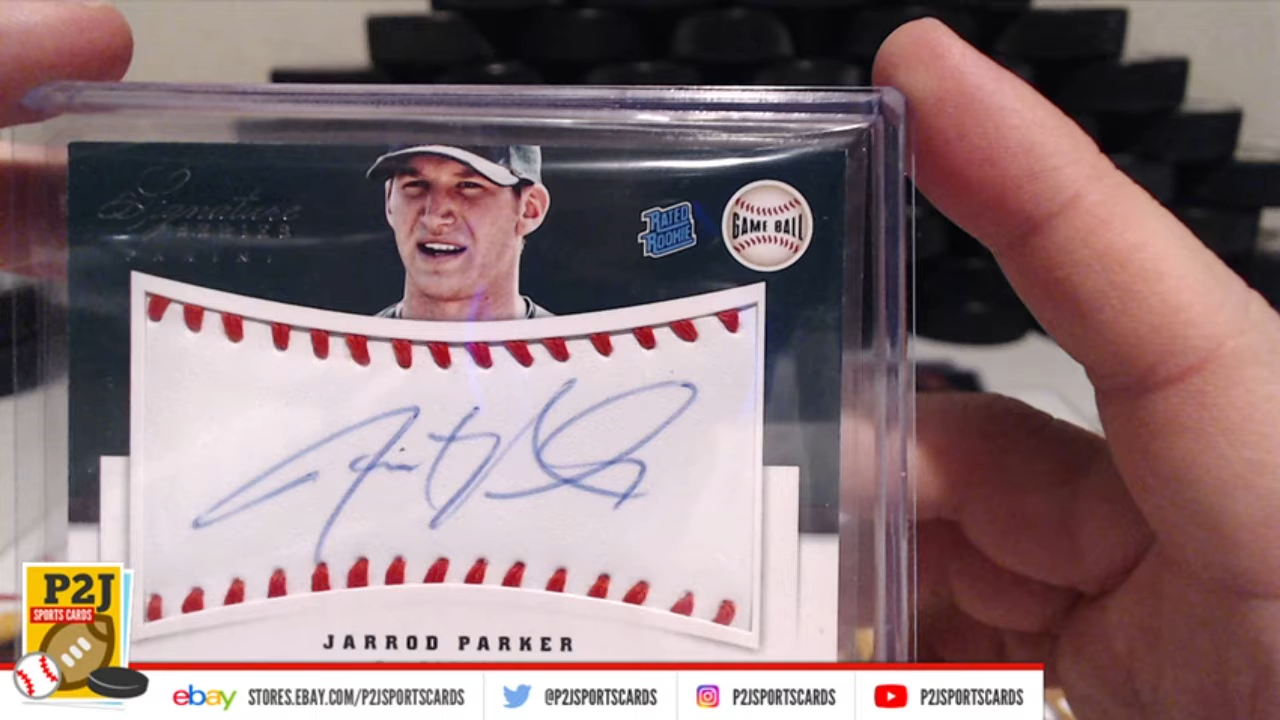 Signature
SERIES
PANINI
RATED
ROOKIE
GAME BALL
JARROD PARKER
P2J
SPORTS CARDS
ebay STORES.EBAY.COM/P2JSPORTSCARDS
@P2JSPORTSCARDS
P2JSPORTSCARDS
P2JSPORTSCARDS